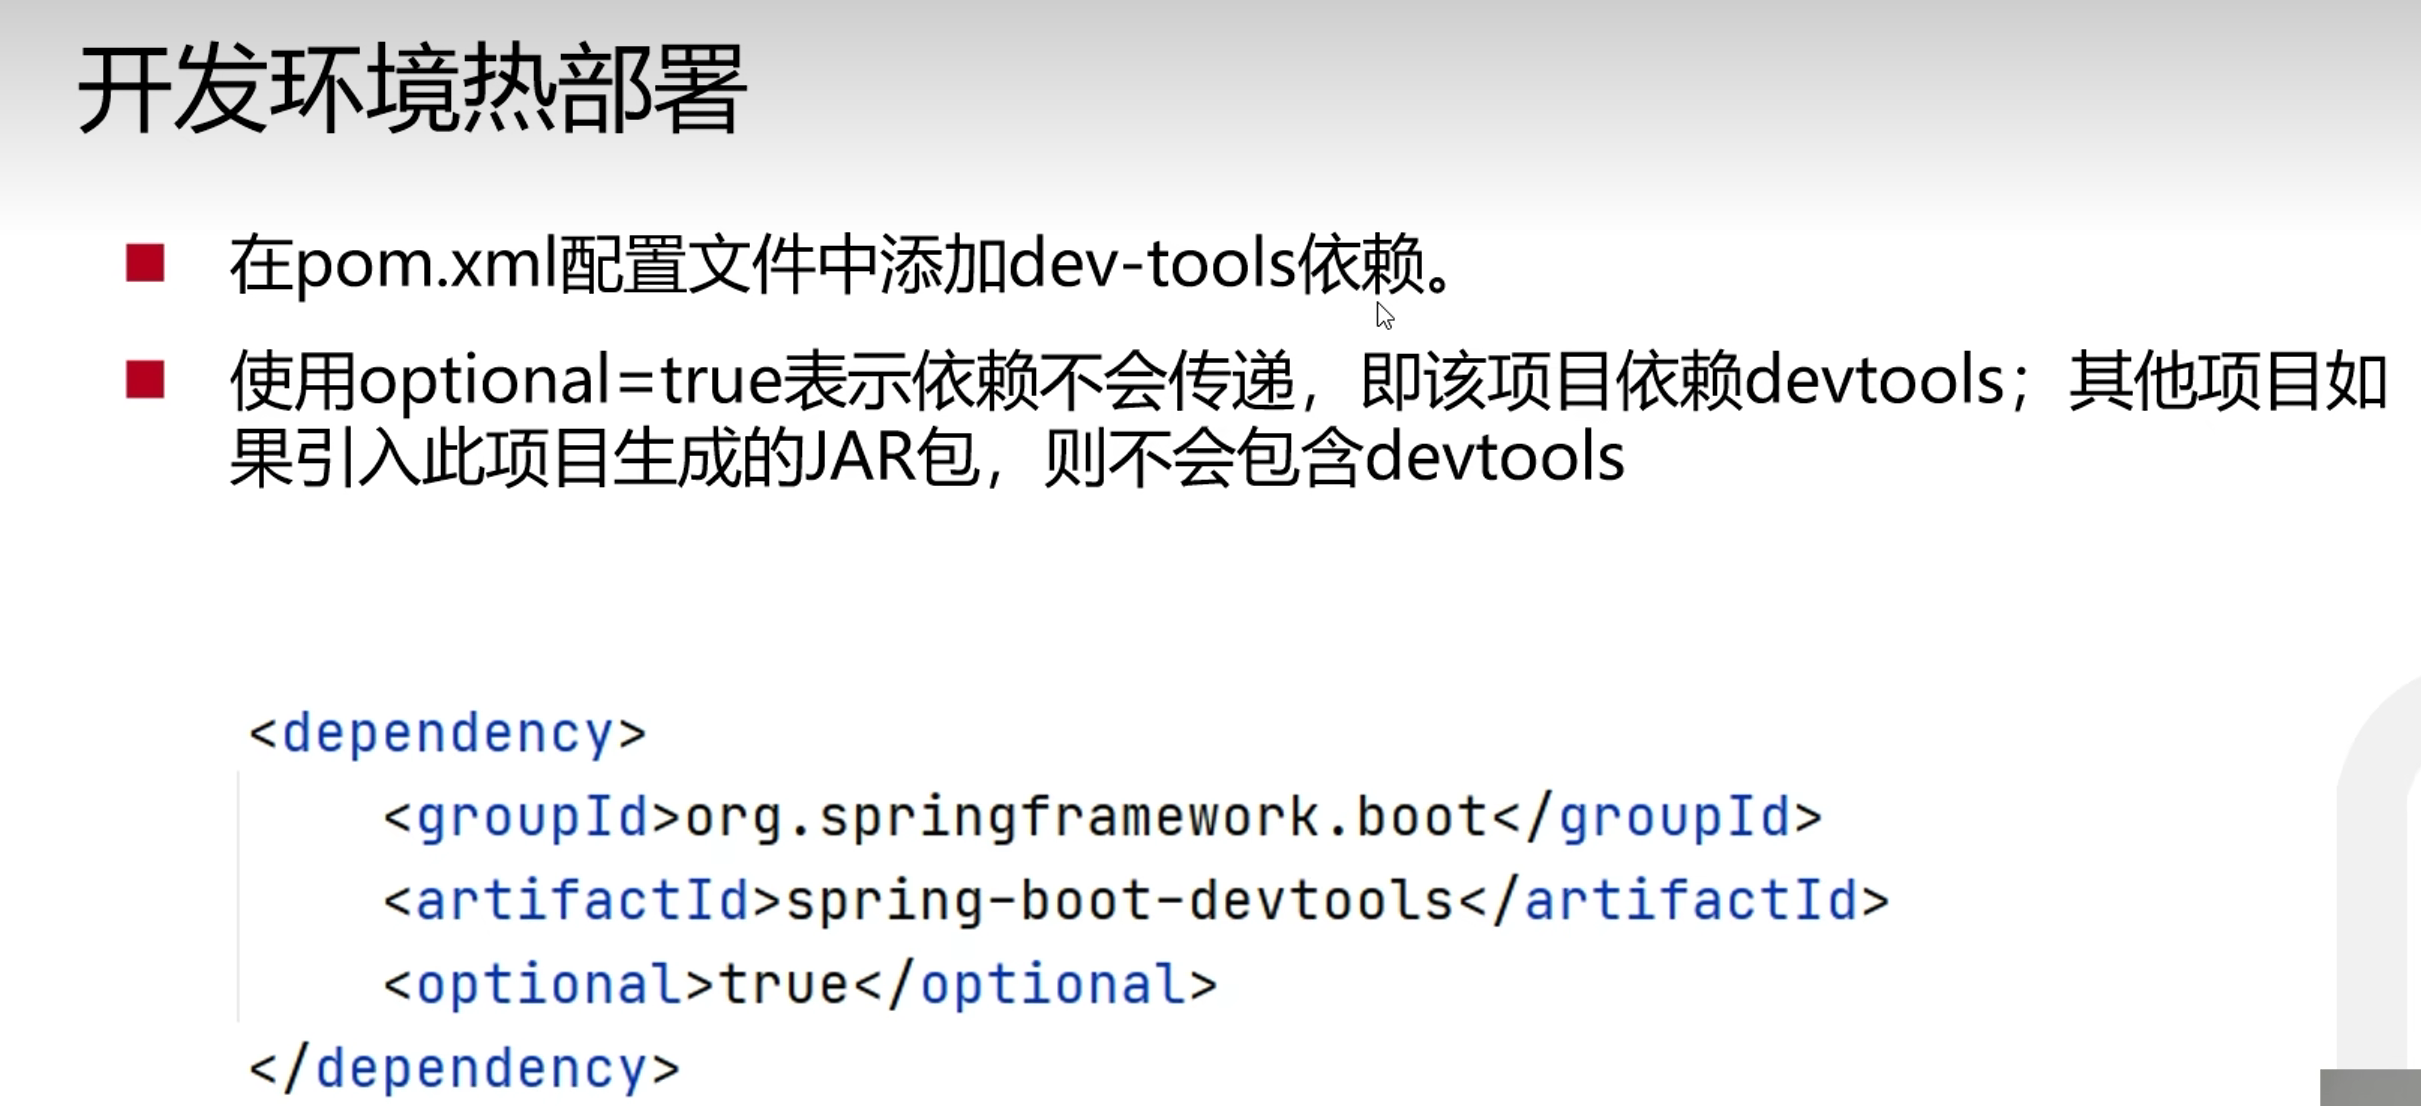 开发环境热部署
在pom.xml配置文件中添加dev-tools依赖。
使用optional=true表示依赖不会传递，即该项目依赖devtools；其他项目如
果引入此项目生成的JAR包，则不会包含devtools
<dependency>
<groupId>org.springframework.boot</groupId>
<artifactId>spring-boot-devtools</artifactId>
<optional>true</optional>
</dependency>